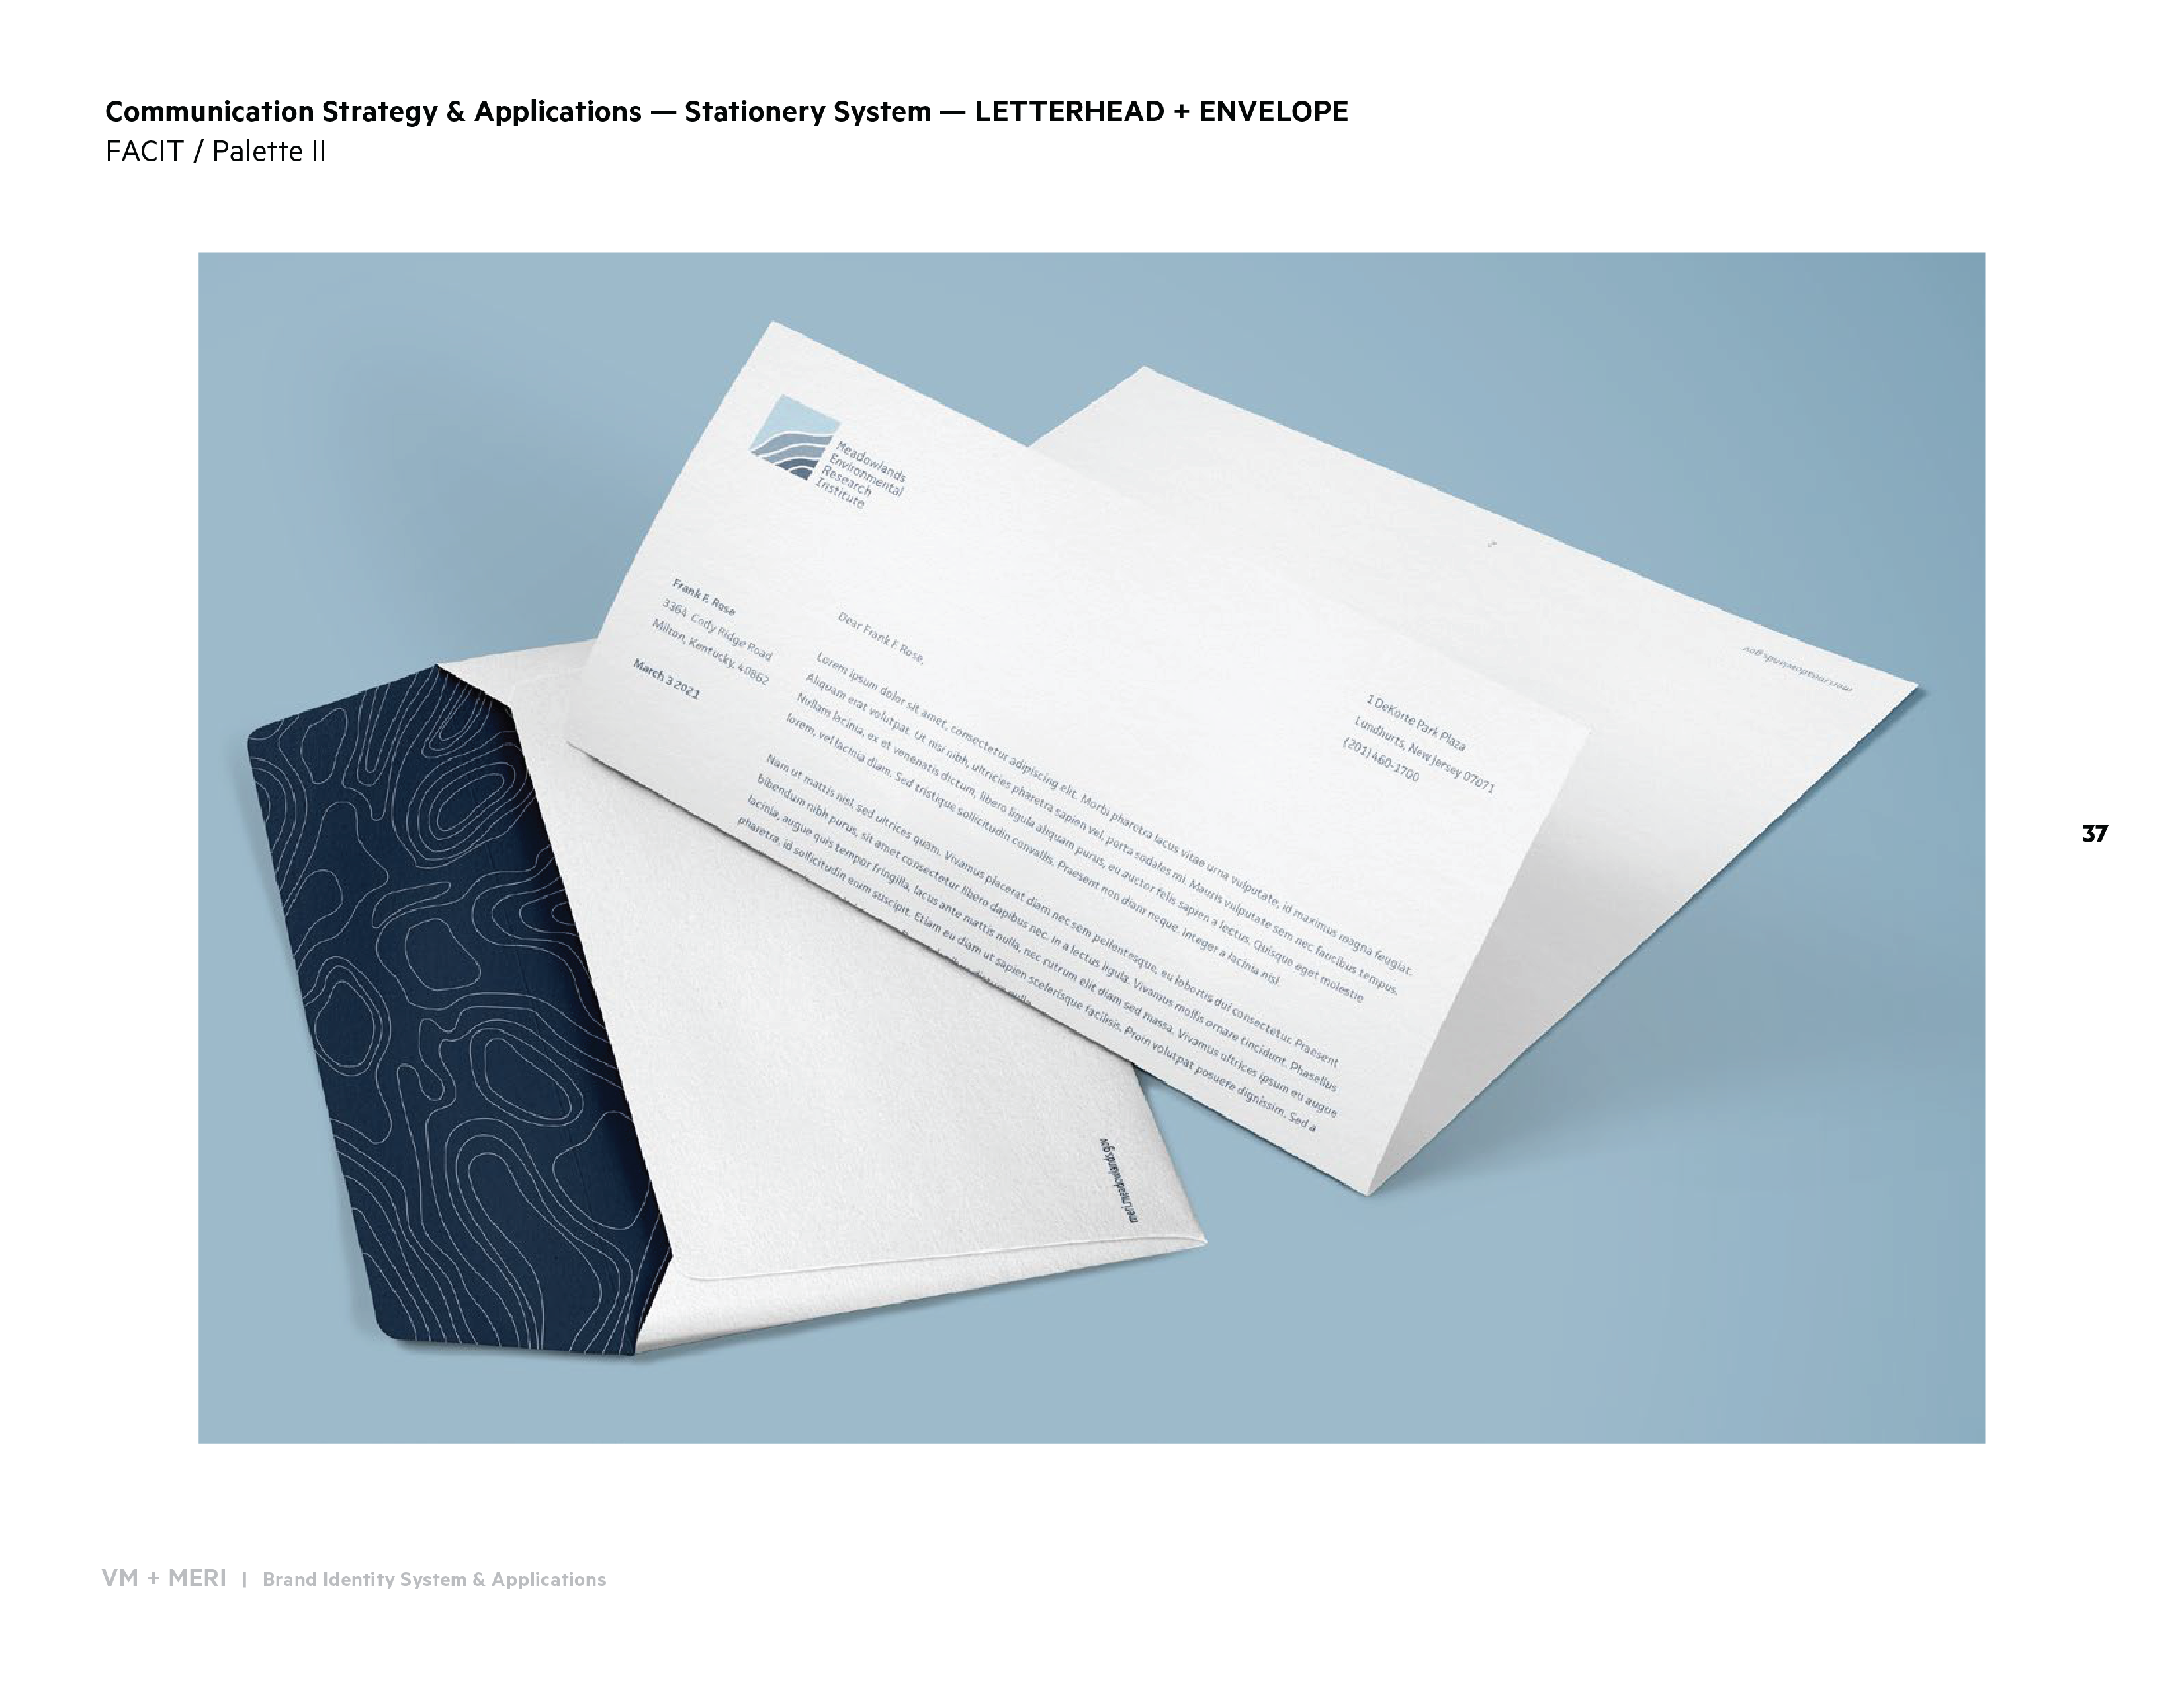 Communication Strategy & Applications — Stationery System — LETTERHEAD + ENVELOPE
FACIT / Palette II
Meadowlands
Environmental
Research
Institute
Frank F. Rose
3364 Cody Ridge Road
Milton, Kentucky, 40862
March 3 2021
Dear Frank F. Rose,
Lorem ipsum dolor sit amet, consectetur adipiscing elit. Morbi pharetra lacus vitae urna vulputate, id maximus magna feugiat.
Aliquam erat volutpat. Ut nisi nibh, ultricies pharetra sapien vel, porta sodales mi. Mauris vulputate sem nec faucibus tempus.
Nullam lacinia, ex et venenatis dictum, libero ligula aliquam purus, eu auctor felis sapien a lectus. Quisque eget molestie
lorem, vel lacinia diam. Sed tristique sollicitudin convallis. Praesent non diam neque. Integer a lacinia nisl.
Nam ut mattis nisl, sed ultrices quam. Vivamus placerat diam nec sem pellentesque, eu lobortis dui consectetur. Praesent
bibendum nibh purus, sit amet consectetur libero dapibus nec. In a lectus ligula. Vivamus mollis ornare tincidunt. Phasellus
lacinia, augue quis tempor fringilla, lacus ante mattis nulla, nec rutrum elit diam sed massa. Vivamus ultrices ipsum eu augue
pharetra, id sollicitudin enim suscipit. Etiam eu diam ut sapien scelerisque facilisis. Proin volutpat posuere dignissim. Sed a
1 DeKorte Park Plaza
Lundhurts, New Jersey 07071
(201) 460-1700
meri.meadowlands.gov
meri.meadowlands.gov
37
VM + MERI | Brand Identity System & Applications